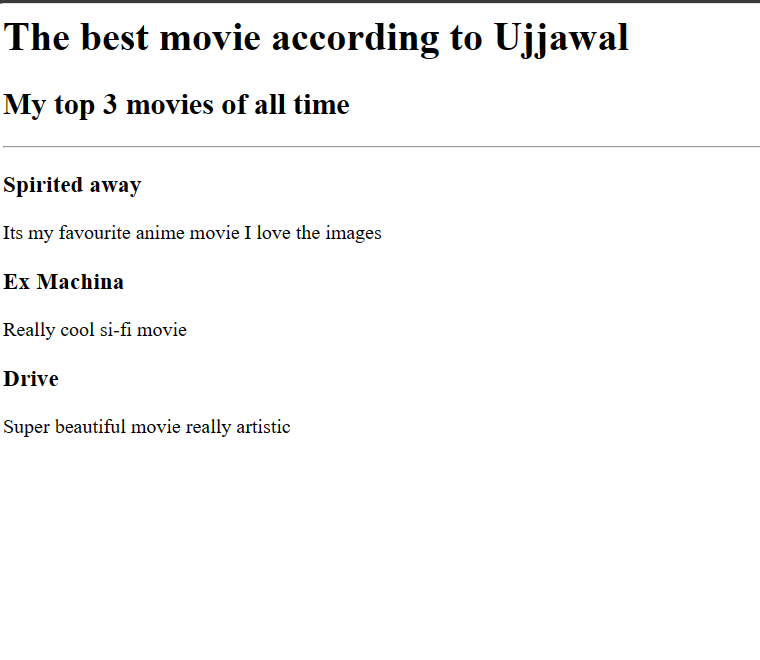 The best movie according to Ujjawal
My top 3 movies of all time
Spirited away
Its my favourite anime movie I love the images
Ex Machina
Really cool si-fi movie
Drive
Super beautiful movie really artistic